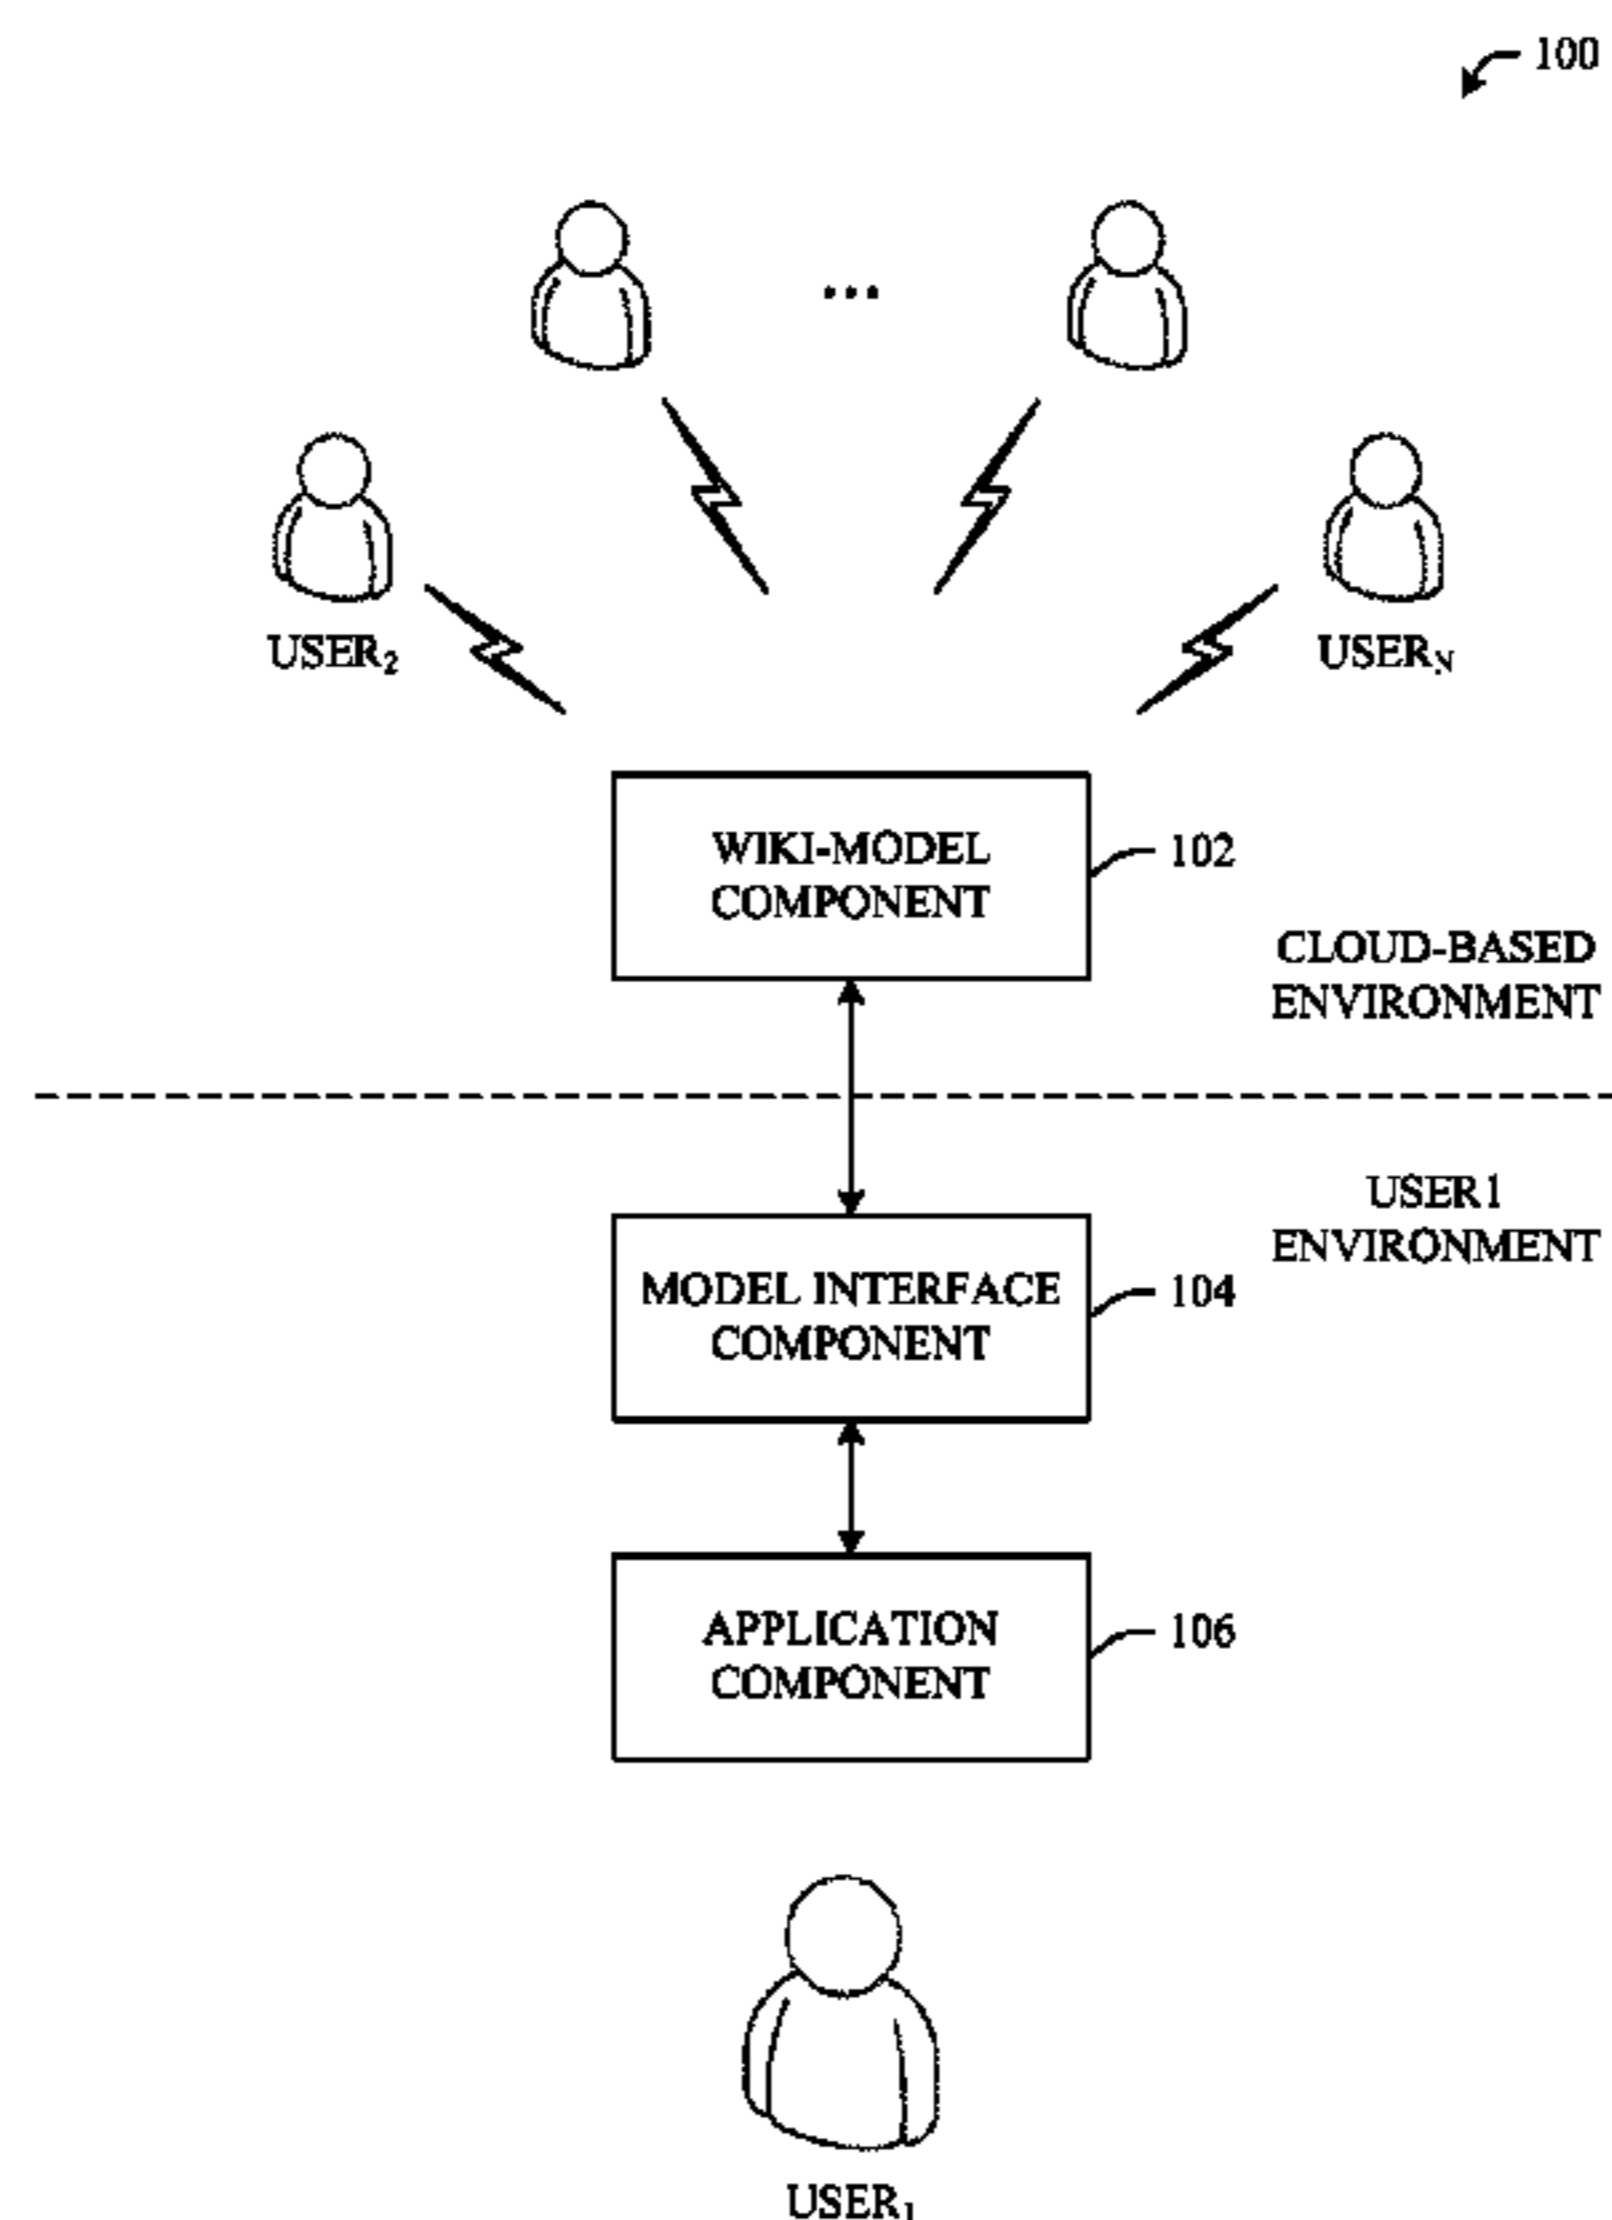 100
...
USER₂
USERN
WIKI-MODEL
COMPONENT
102
CLOUD-BASED
ENVIRONMENT
USER1
ENVIRONMENT
MODEL INTERFACE
COMPONENT
104
APPLICATION
COMPONENT
106
USER₁